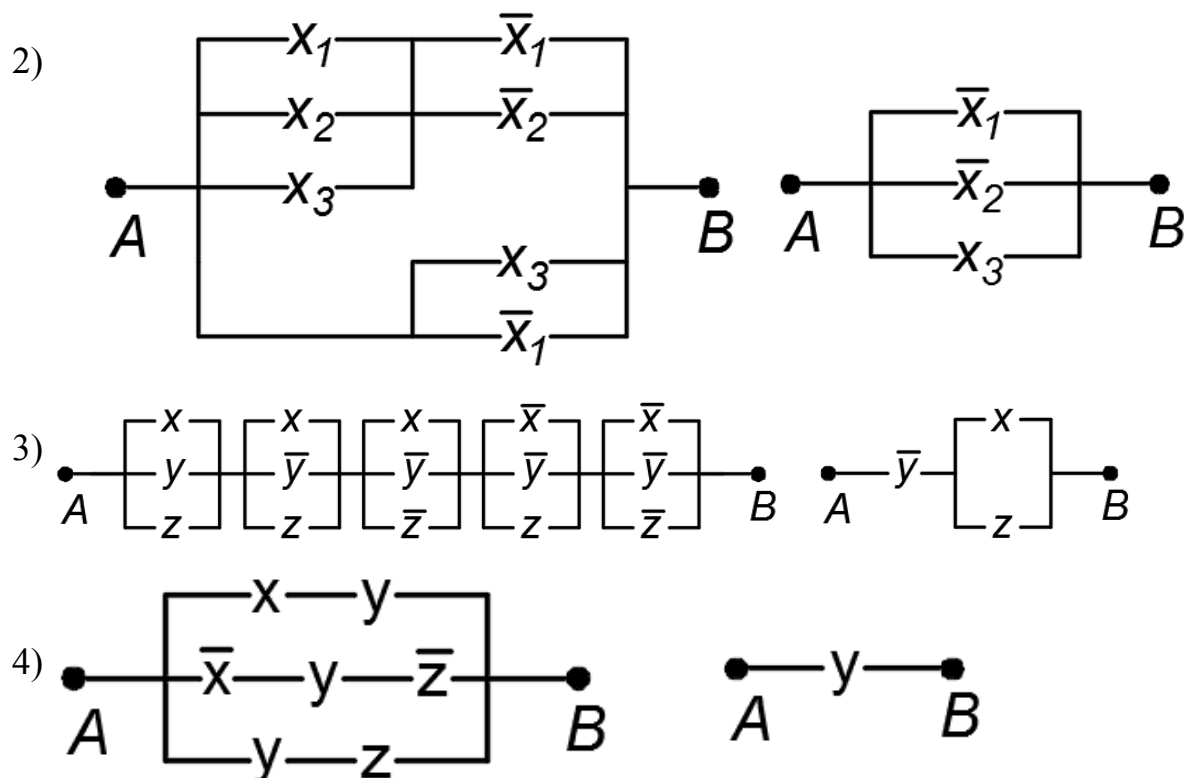 2)
x₁ x̅₁
x₂ x̅₂ x̅₁
x₃ x̅₂
A B A B
x₃ x₃
x̅₁
x x x x̅ x̅ x
3) y y̅ y̅ y̅ y̅ y̅
A z z z̅ z z̅ B A z B
x y
4) x̅ y z̅ y
A B A B
y z